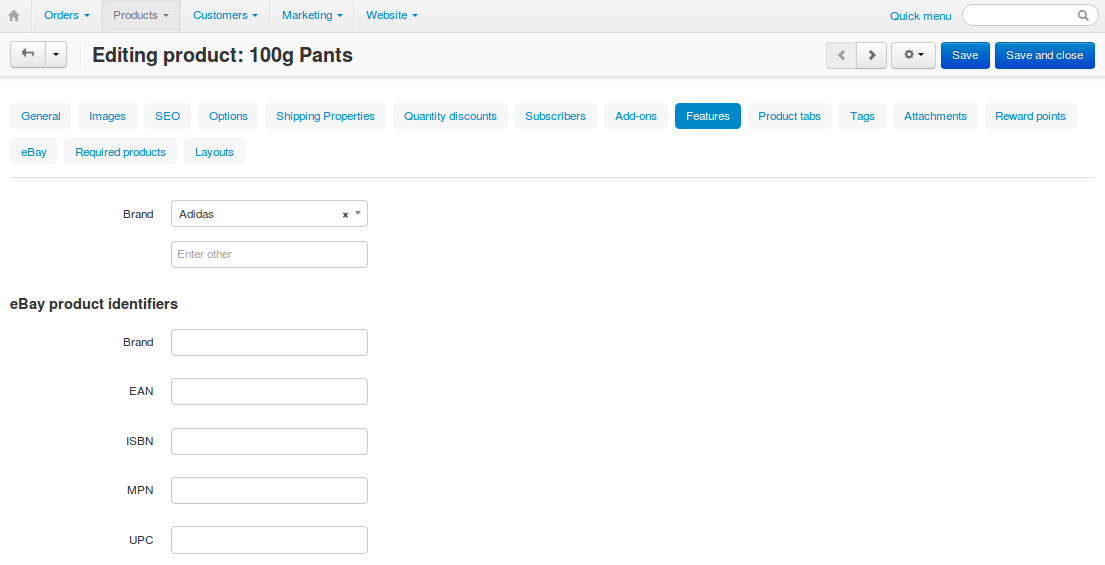 Orders Products Customers Marketing Website Quick menu
Editing product: 100g Pants Save Save and close
General Images SEO Options Shipping Properties Quantity discounts Subscribers Add-ons Features Product tabs Tags Attachments Reward points
eBay Required products Layouts
Brand Adidas
Enter other
eBay product identifiers
Brand
EAN
ISBN
MPN
UPC